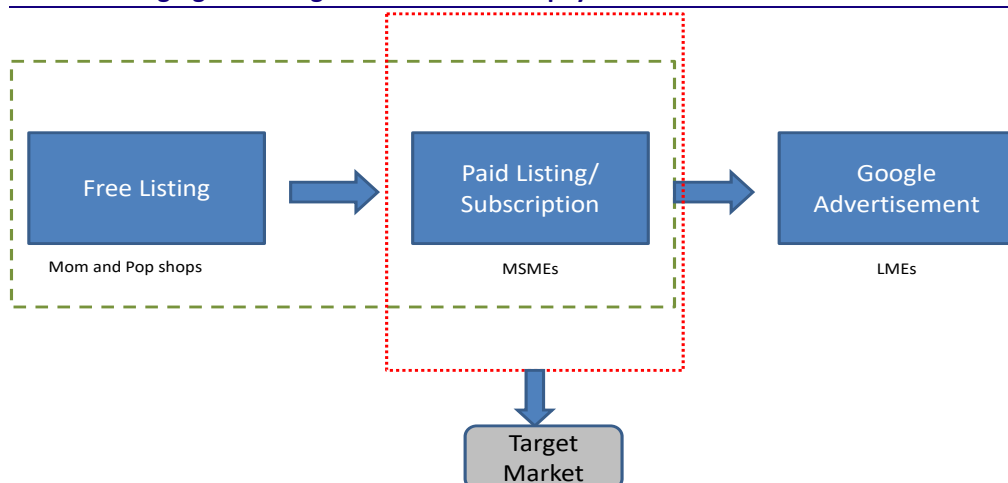 Free Listing
Paid Listing/
Subscription
Google
Advertisement
Mom and Pop shops
MSMEs
LMEs
Target
Market